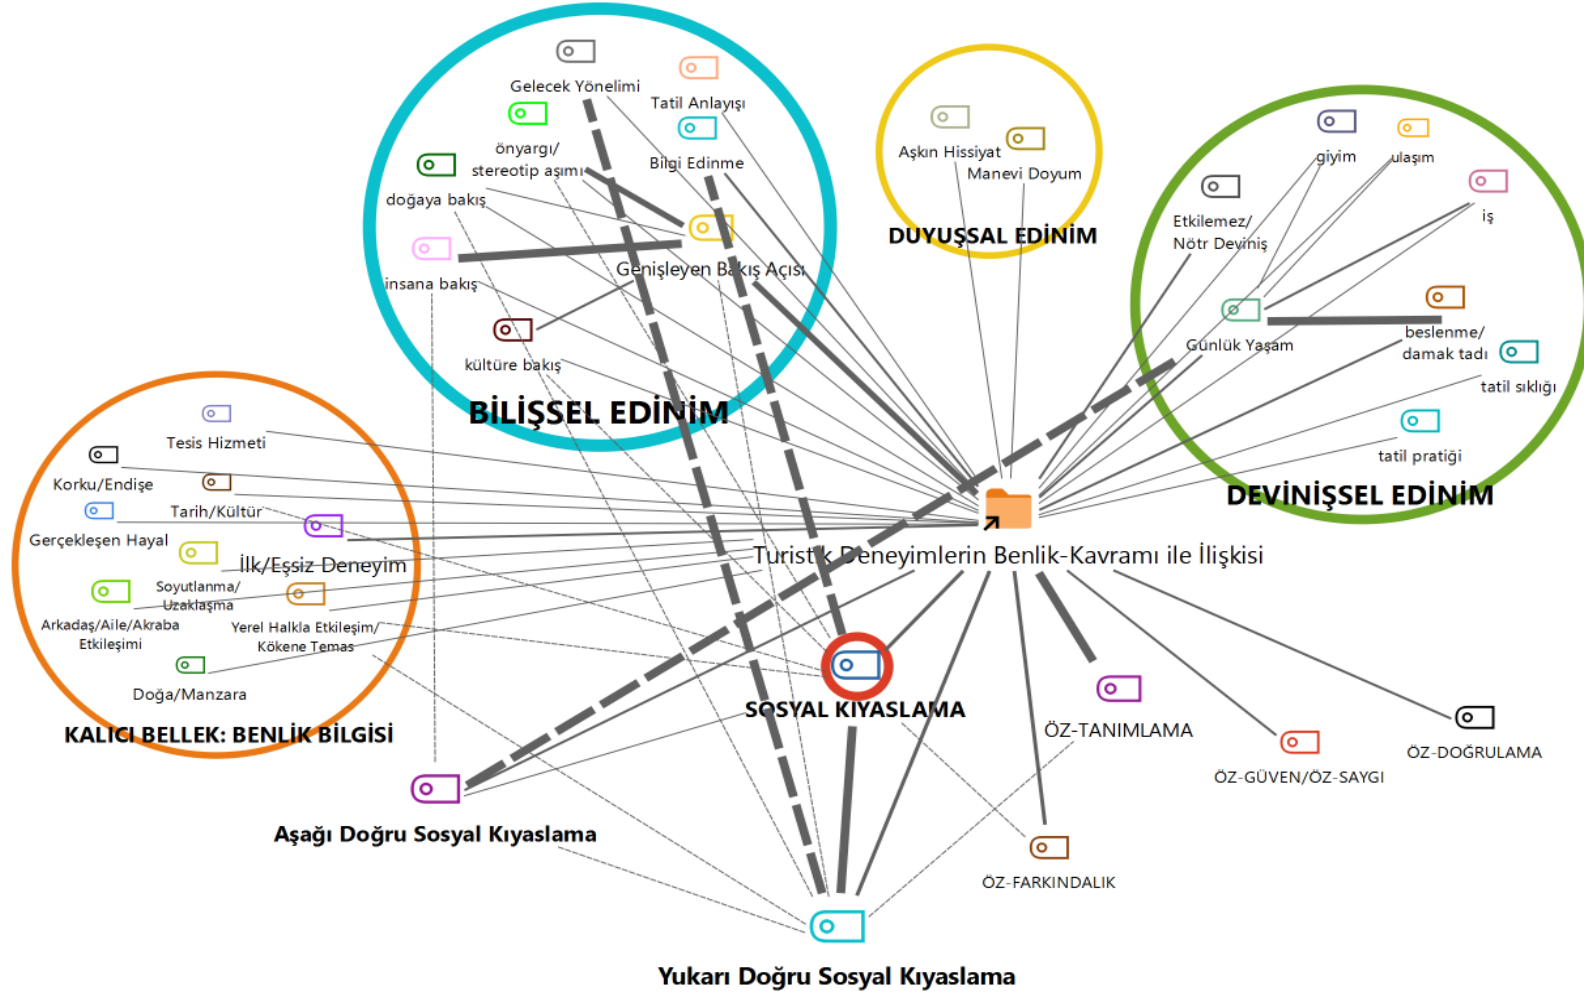 Gelecek Yönelimi
Tatil Anlayışı
önyargı/
stereotip aşımı
Bilgi Edinme
doğaya bakış
insana bakış
Genişleyen Bakış Açısı
kültüre bakış
BİLİŞSEL EDİNİM
Aşkın Hissiyat
Manevi Doyum
DUYUŞSAL EDİNİM
giyim
ulaşım
Etkilemez/
Nötr Deviniş
iş
Günlük Yaşam
beslenme/
damak tadı
tatil sıklığı
tatil pratiği
DEVİNİŞSEL EDİNİM
Tesis Hizmeti
Korku/Endişe
Tarih/Kültür
Gerçekleşen Hayal
İlk/Eşsiz Deneyim
Soyutlanma/
Uzaklaşma
Arkadaş/Aile/Akraba
Etkileşimi
Yerel Halkla Etkileşim/
Kökene Temas
Doğa/Manzara
KALICI BELLEK: BENLİK BİLGİSİ
Turistik Deneyimlerin Benlik-Kavramı ile İlişkisi
SOSYAL KIYASLAMA
ÖZ-TANIMLAMA
ÖZ-GÜVEN/ÖZ-SAYGI
ÖZ-DOĞRULAMA
Aşağı Doğru Sosyal Kıyaslama
ÖZ-FARKINDALIK
Yukarı Doğru Sosyal Kıyaslama